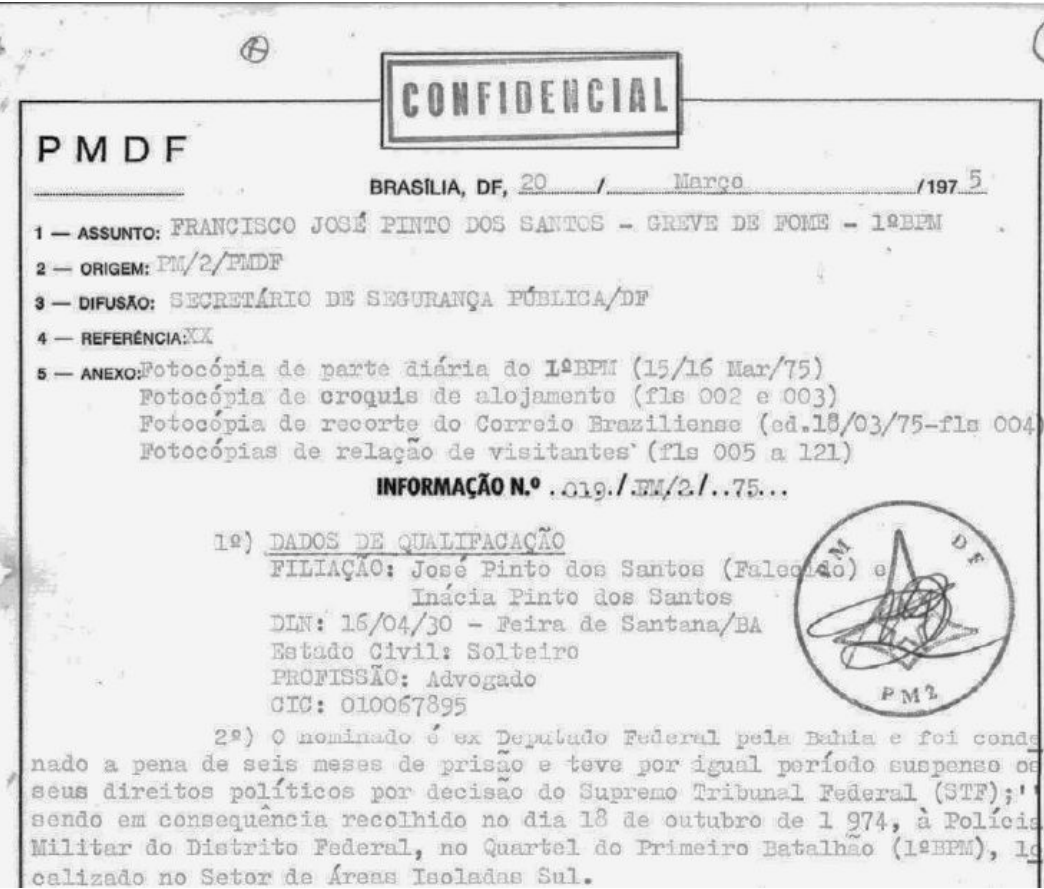 CONFIDENCIAL
PMDF
BRASÍLIA, DF, 20 / Março /197 5
1 — ASSUNTO: FRANCISCO JOSÉ PINTO DOS SANTOS - GREVE DE FOME - 1ºBPM
2 — ORIGEM: PM/2/PMDF
3 — DIFUSÃO: SECRETÁRIO DE SEGURANÇA PÚBLICA/DF
4 — REFERÊNCIA: XX
5 — ANEXO: Fotocópia de parte diária do 1ºBPM (15/16 Mar/75)
Fotocópia de croquis de alojamento (fls 002 e 003)
Fotocópia de recorte do Correio Braziliense (ed.18/03/75-fls 004)
Fotocópias de relação de visitantes (fls 005 a 121)
INFORMAÇÃO N.º ..019./.PM/2./..75...
1º) DADOS DE QUALIFACAÇÃO
FILIAÇÃO: José Pinto dos Santos (Falecido) e
Inácia Pinto dos Santos
DLN: 16/04/30 - Feira de Santana/BA
Estado Civil: Solteiro
PROFISSÃO: Advogado
CIC: 010067895
PM DF
PM2
2º) O nominado é ex Deputado Federal pela Bahia e foi conde
nado a pena de seis meses de prisão e teve por igual período suspenso os
seus direitos políticos por decisão do Supremo Tribunal Federal (STF);''
sendo em consequência recolhido no dia 18 de outubro de 1 974, à Polícia
Militar do Distrito Federal, no Quartel do Primeiro Batalhão (1ºBPM), lo
calizado no Setor de Áreas Isoladas Sul.